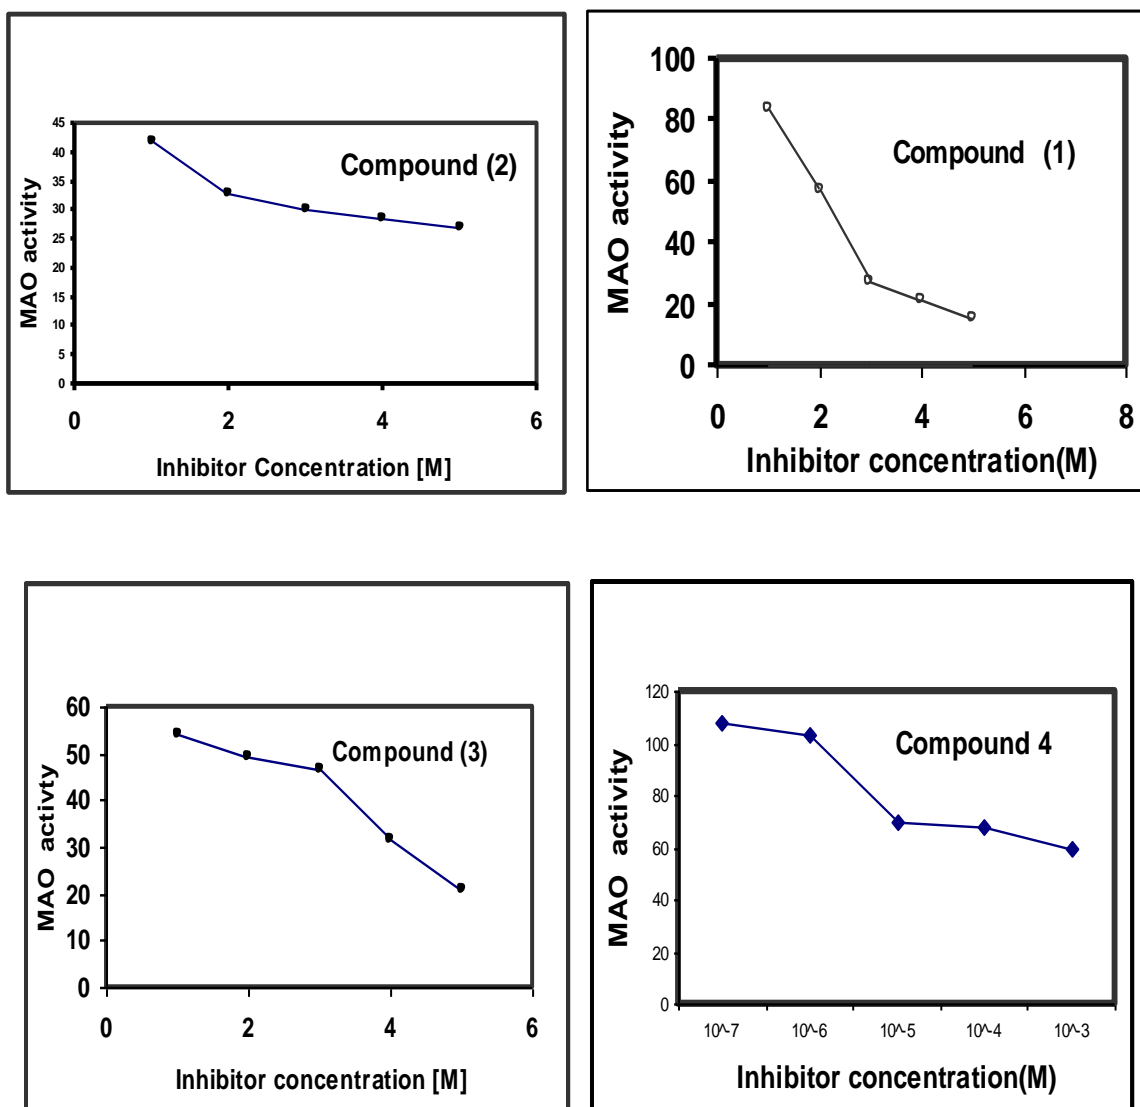 45
40
35
30
25
20
15
10
5
0
MAO activity
Compound (2)
0 2 4 6
Inhibitor Concentration [M]
100
80
60
40
20
0
MAO activity
Compound (1)
0 2 4 6 8
Inhibitor concentration(M)
60
50
40
30
20
10
0
MAO activty
Compound (3)
0 2 4 6
Inhibitor concentration [M]
120
100
80
60
40
20
0
MAO activity
Compound 4
10^-7 10^-6 10^-5 10^-4 10^-3
Inhibitor concentration(M)